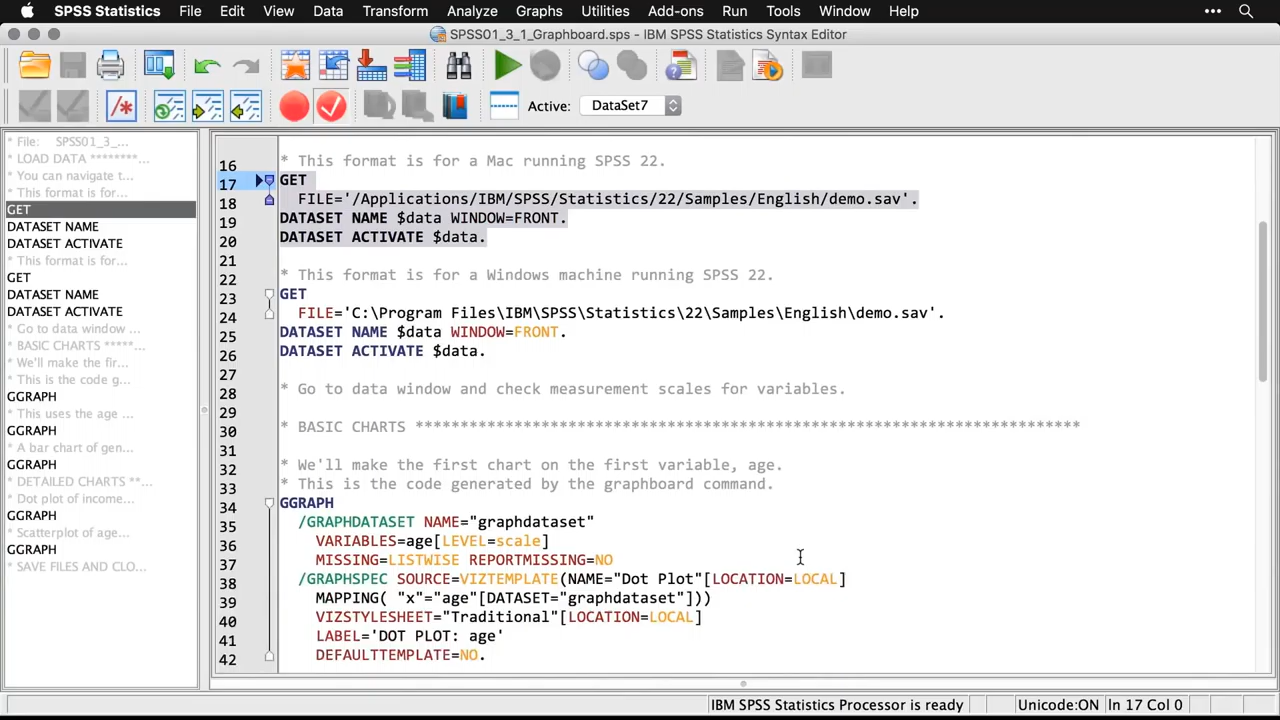 SPSS Statistics File Edit View Data Transform Analyze Graphs Utilities Add-ons Run Tools Window Help
SPSS01_3_1_Graphboard.sps - IBM SPSS Statistics Syntax Editor
Active: DataSet7
* File: SPSS01_3_...
* LOAD DATA ********...
* You can navigate t...
* This format is for...
GET
DATASET NAME
DATASET ACTIVATE
* This format is for...
GET
DATASET NAME
DATASET ACTIVATE
* Go to data window ...
* BASIC CHARTS *****...
* We'll make the fir...
* This is the code g...
GGRAPH
* This uses the age ...
GGRAPH
* A bar chart of gen...
GGRAPH
* DETAILED CHARTS **...
* Dot plot of income...
GGRAPH
* Scatterplot of age...
GGRAPH
* SAVE FILES AND CLO...
16 * This format is for a Mac running SPSS 22.
17 GET
18 FILE='/Applications/IBM/SPSS/Statistics/22/Samples/English/demo.sav'.
19 DATASET NAME $data WINDOW=FRONT.
20 DATASET ACTIVATE $data.
21
22 * This format is for a Windows machine running SPSS 22.
23 GET
24 FILE='C:\Program Files\IBM\SPSS\Statistics\22\Samples\English\demo.sav'.
25 DATASET NAME $data WINDOW=FRONT.
26 DATASET ACTIVATE $data.
27
28 * Go to data window and check measurement scales for variables.
29
30 * BASIC CHARTS **************************************************************************
31
32 * We'll make the first chart on the first variable, age.
33 * This is the code generated by the graphboard command.
34 GGRAPH
35 /GRAPHDATASET NAME="graphdataset"
36 VARIABLES=age[LEVEL=scale]
37 MISSING=LISTWISE REPORTMISSING=NO
38 /GRAPHSPEC SOURCE=VIZTEMPLATE(NAME="Dot Plot"[LOCATION=LOCAL]
39 MAPPING( "x"="age"[DATASET="graphdataset"]))
40 VIZSTYLESHEET="Traditional"[LOCATION=LOCAL]
41 LABEL='DOT PLOT: age'
42 DEFAULTTEMPLATE=NO.
IBM SPSS Statistics Processor is ready Unicode:ON In 17 Col 0